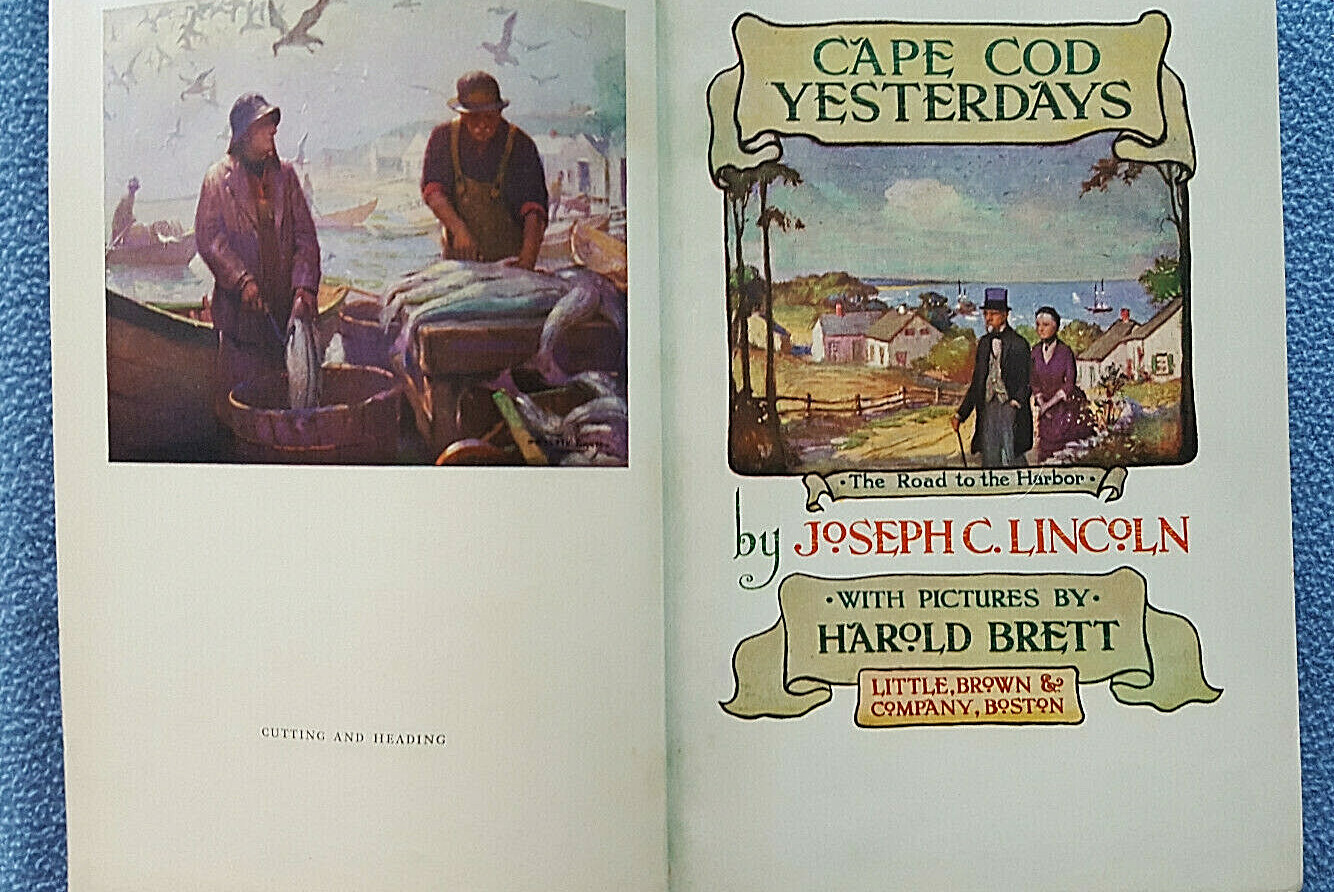 CUTTING AND HEADING
CAPE COD
YESTERDAYS
·The Road to the Harbor·
by JOSEPH C. LINCOLN
·WITH PICTURES BY·
HAROLD BRETT
LITTLE, BROWN &
COMPANY, BOSTON